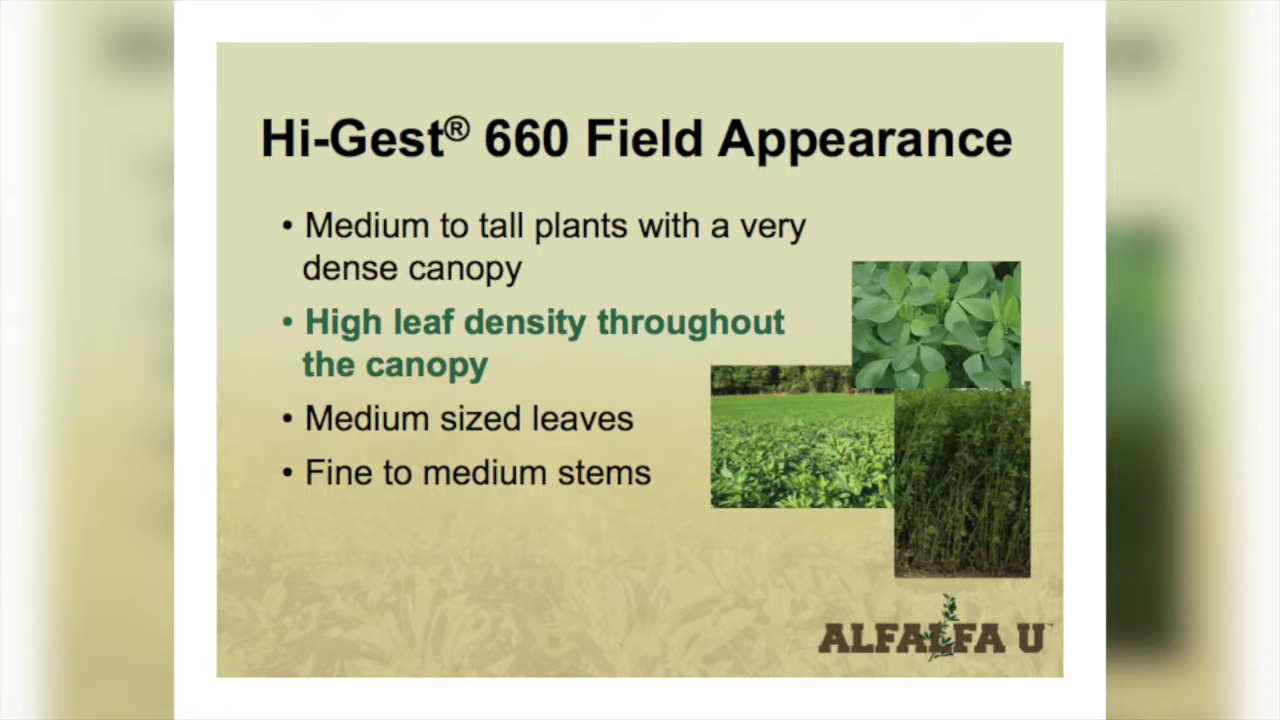 Hi-Gest® 660 Field Appearance
• Medium to tall plants with a very
dense canopy
• High leaf density throughout
the canopy
• Medium sized leaves
• Fine to medium stems
ALFALFA U™